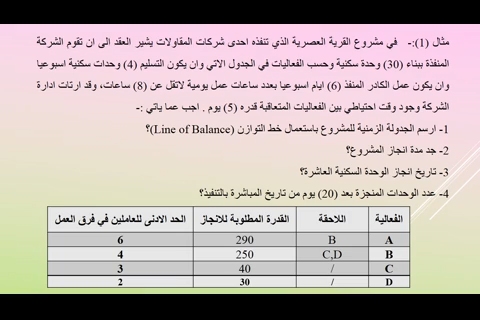 مثال (1):- في مشروع القرية العصرية الذي تنفذه احدى شركات المقاولات يشير العقد الى ان تقوم الشركة
المنفذة ببناء (30) وحدة سكنية وحسب الفعاليات في الجدول الاتي وان يكون التسليم (4) وحدات سكنية اسبوعيا
وان يكون عمل الكادر المنفذ (6) ايام اسبوعيا بعدد ساعات عمل يومية لاتقل عن (8) ساعات، وقد ارتات ادارة
الشركة وجود وقت احتياطي بين الفعاليات المتعاقبة قدره (5) يوم . اجب عما ياتي :-
1- ارسم الجدولة الزمنية للمشروع باستعمال خط التوازن (Line of Balance)؟
2- جد مدة انجاز المشروع؟
3- تاريخ انجاز الوحدة السكنية العاشرة؟
4- عدد الوحدات المنجزة بعد (20) يوم من تاريخ المباشرة بالتنفيذ؟
الفعالية اللاحقة القدرة المطلوبة للانجاز الحد الادنى للعاملين في فرق العمل
A B 290 6
B C,D 250 4
C / 40 3
D / 30 2